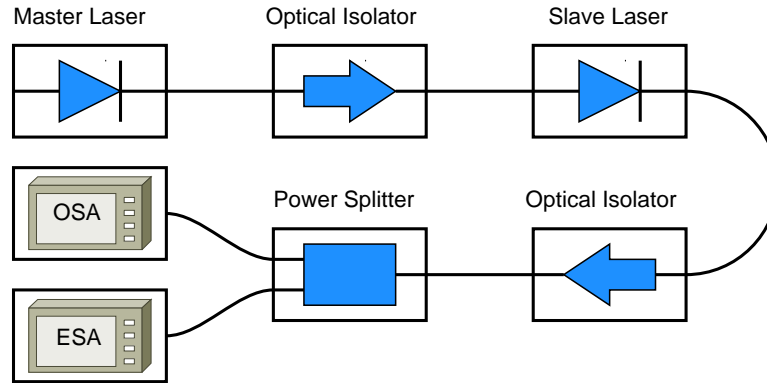 Master Laser
Optical Isolator
Slave Laser
OSA
Power Splitter
Optical Isolator
ESA